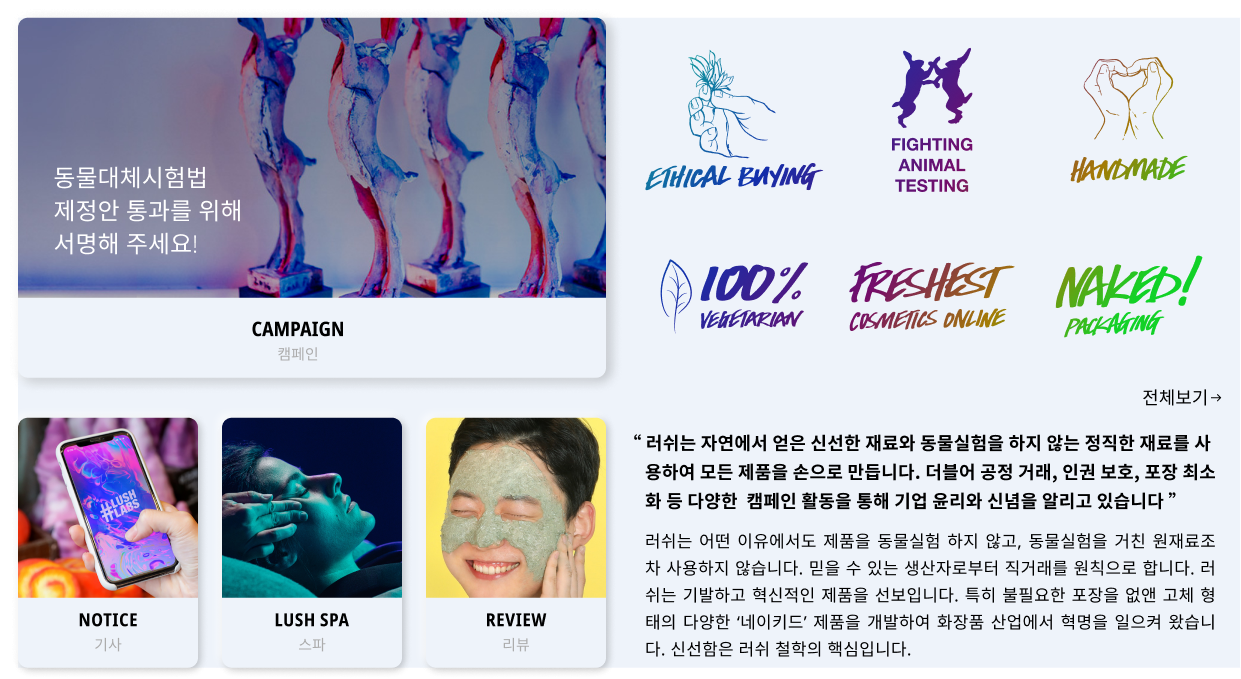 동물대체시험법
제정안 통과를 위해
서명해 주세요!
CAMPAIGN
캠페인
#LUSH
LABS
NOTICE
기사
LUSH SPA
스파
REVIEW
리뷰
ETHICAL BUYING
FIGHTING
ANIMAL
TESTING
HANDMADE
100%
VEGETARIAN
FRESHEST
COSMETICS ONLINE
NAKED!
PACKAGING
전체보기→
“ 러쉬는 자연에서 얻은 신선한 재료와 동물실험을 하지 않는 정직한 재료를 사
용하여 모든 제품을 손으로 만듭니다. 더블어 공정 거래, 인권 보호, 포장 최소
화 등 다양한 캠페인 활동을 통해 기업 윤리와 신념을 알리고 있습니다 ”
러쉬는 어떤 이유에서도 제품을 동물실험 하지 않고, 동물실험을 거친 원재료조
차 사용하지 않습니다. 믿을 수 있는 생산자로부터 직거래를 원칙으로 합니다. 러
쉬는 기발하고 혁신적인 제품을 선보입니다. 특히 불필요한 포장을 없앤 고체 형
태의 다양한 ‘네이키드’ 제품을 개발하여 화장품 산업에서 혁명을 일으켜 왔습니
다. 신선함은 러쉬 철학의 핵심입니다.